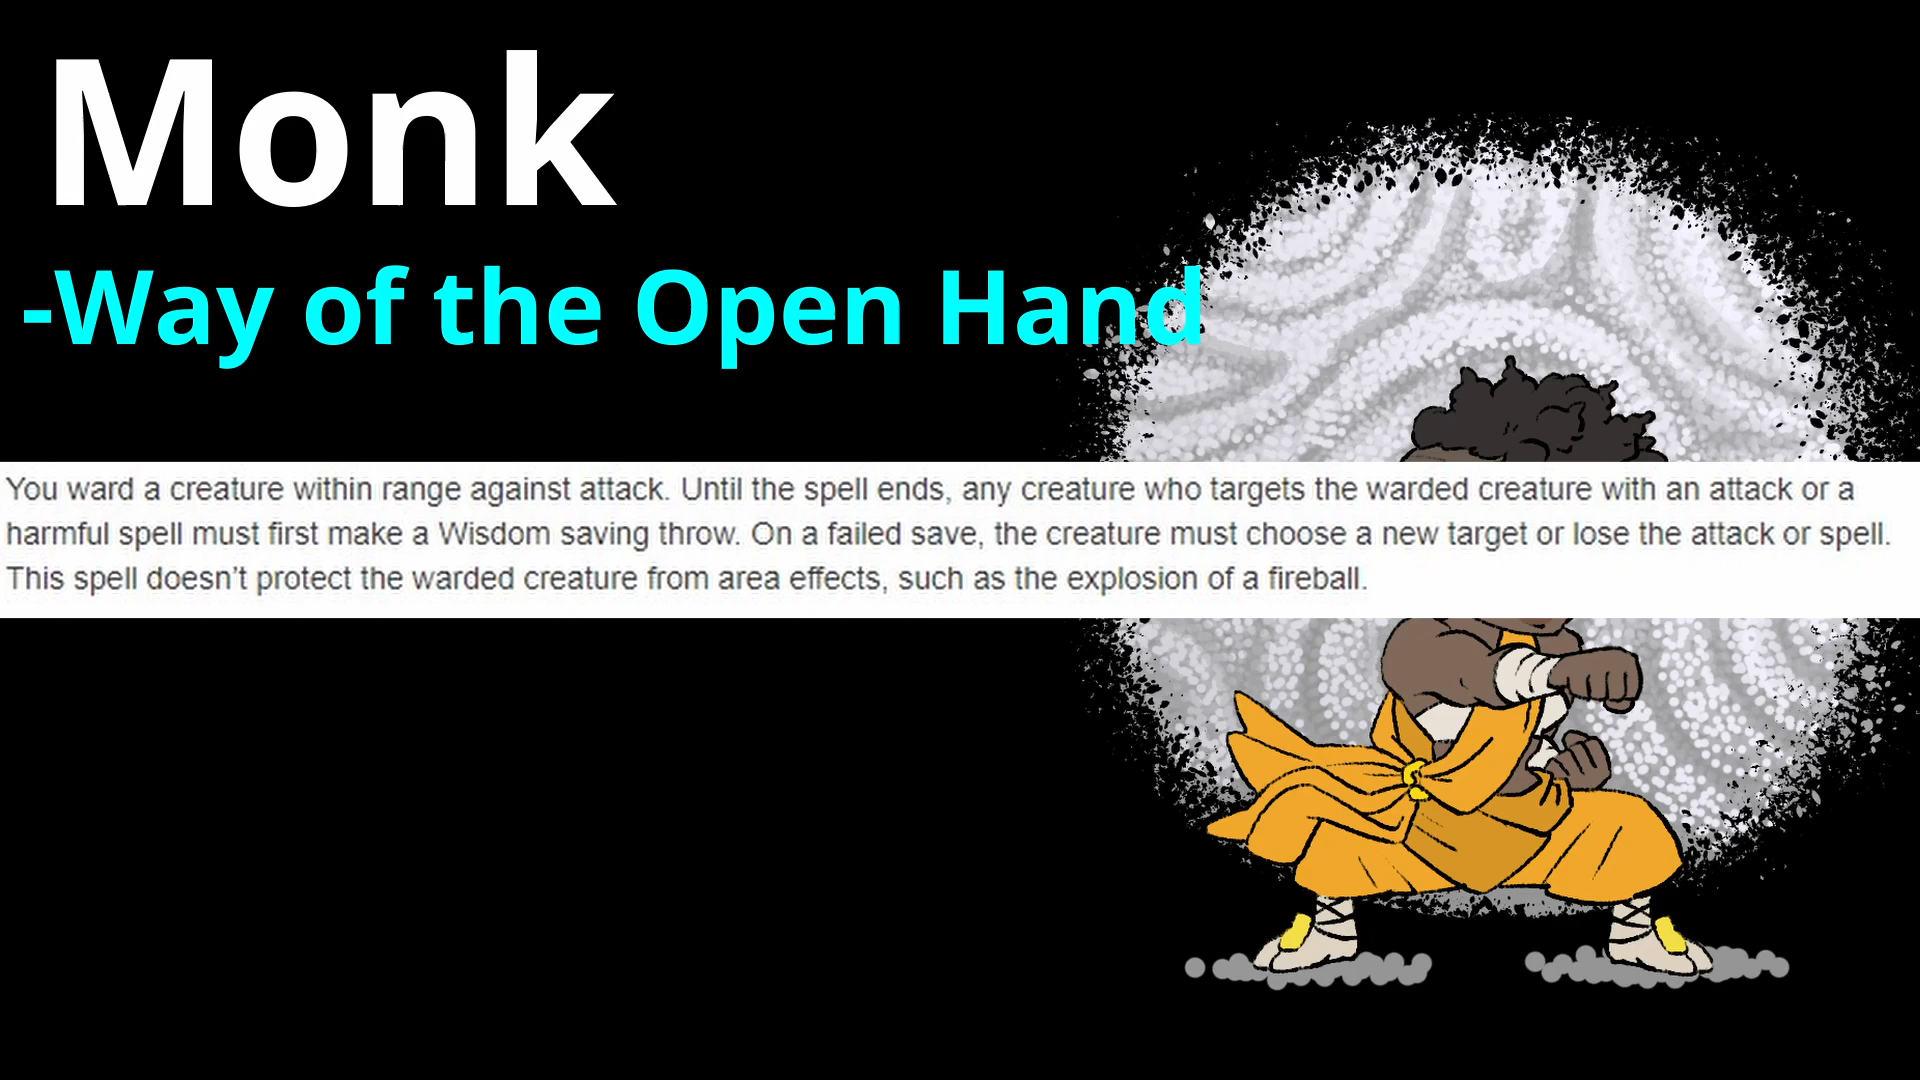 Monk
-Way of the Open Hand
You ward a creature within range against attack. Until the spell ends, any creature who targets the warded creature with an attack or a
harmful spell must first make a Wisdom saving throw. On a failed save, the creature must choose a new target or lose the attack or spell.
This spell doesn’t protect the warded creature from area effects, such as the explosion of a fireball.